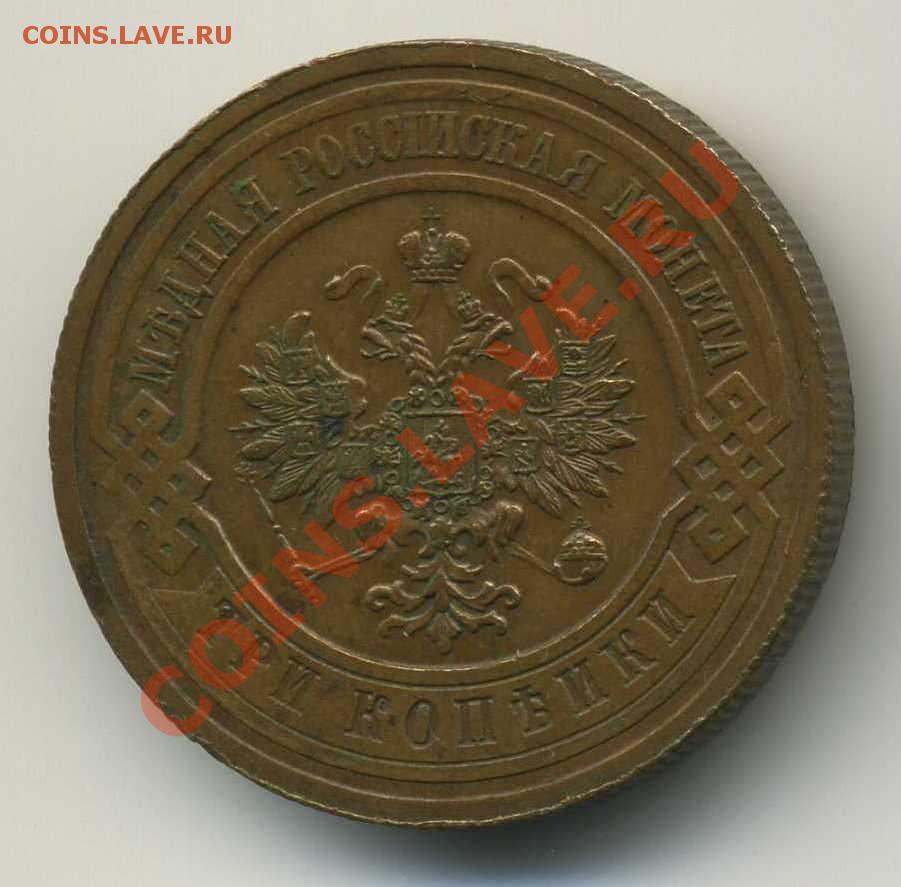 COINS.LAVE.RU
МѢДНАЯ РОССІЙСКАЯ МОНЕТА
COINS.LAVE.RU
ТРИ КОПѢЙКИ